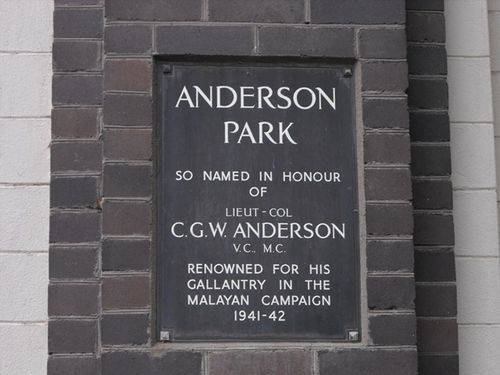 ANDERSON
PARK
SO NAMED IN HONOUR
OF
LIEUT-COL
C.G.W. ANDERSON
V.C., M.C.
RENOWNED FOR HIS
GALLANTRY IN THE
MALAYAN CAMPAIGN
1941-42